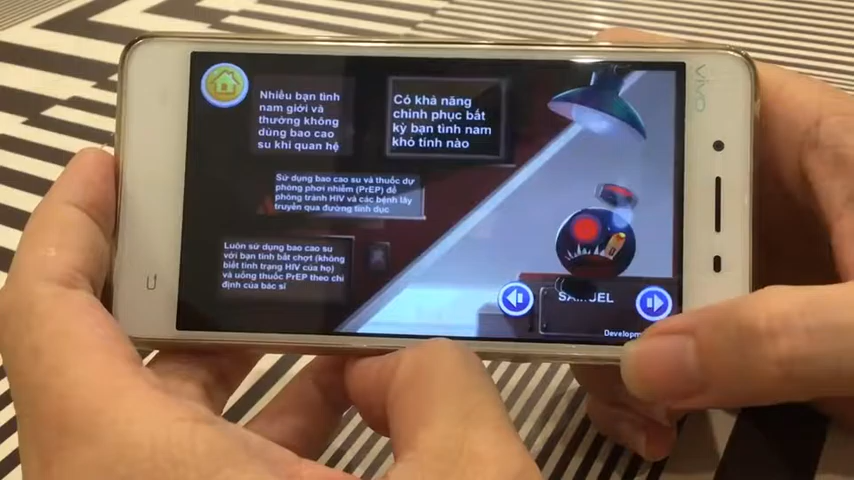 Nhiều bạn tình
nam giới và
thường không
dùng bao cao
su khi quan hệ
Có khả năng
chinh phục bất
kỳ bạn tình nam
khó tính nào
Sử dụng bao cao su và thuốc dự
phòng phơi nhiễm (PrEP) để
phòng tránh HIV và các bệnh lây
truyền qua đường tình dục
Luôn sử dụng bao cao su
với bạn tình bất chợt (không
biết tình trạng HIV của họ)
và uống thuốc PrEP theo chỉ
định của bác sĩ
SAMUEL
Developm
vivo